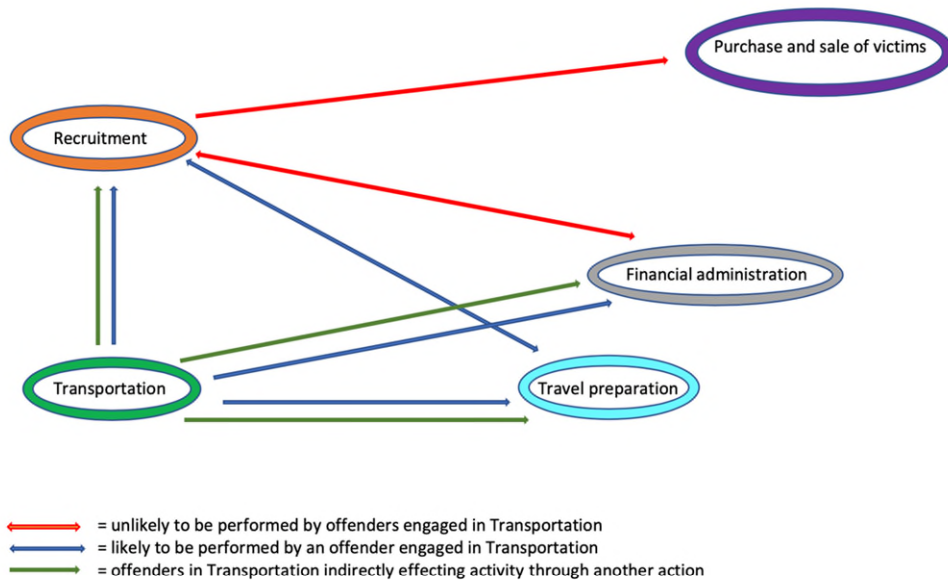 Purchase and sale of victims
Recruitment
Financial administration
Transportation
Travel preparation
= unlikely to be performed by offenders engaged in Transportation
= likely to be performed by an offender engaged in Transportation
= offenders in Transportation indirectly effecting activity through another action